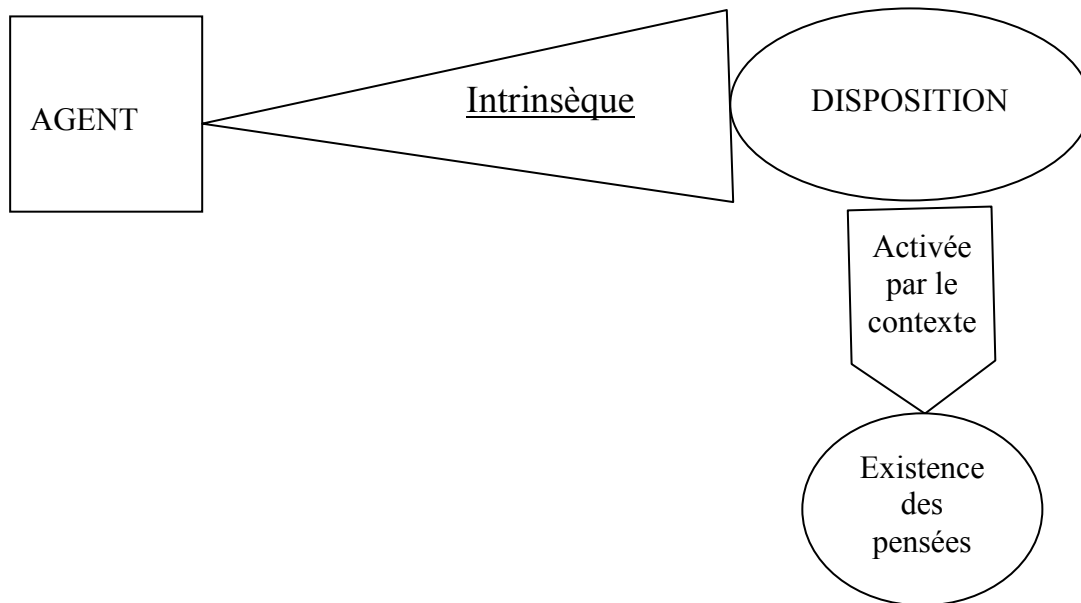 AGENT
Intrinsèque
DISPOSITION
Activée
par le
contexte
Existence
des
pensées